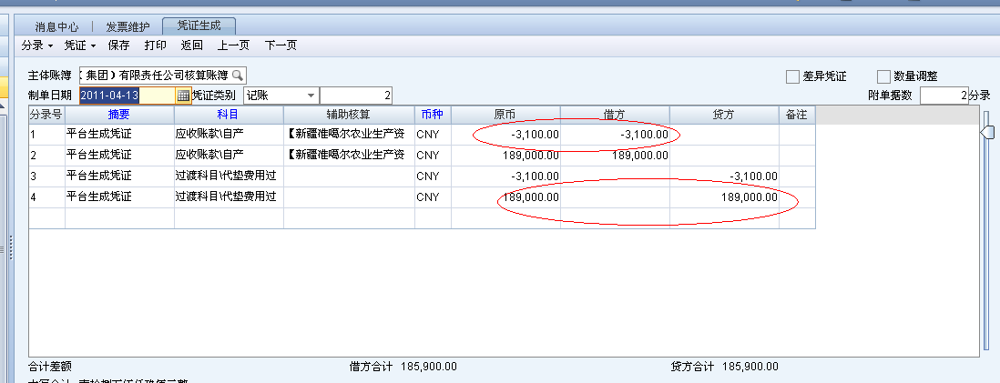 消息中心 发票维护 凭证生成
分录 凭证 保存 打印 返回 上一页 下一页
主体账簿 （集团）有限责任公司核算账簿 差异凭证 数量调整
制单日期 2011-04-13 凭证类别 记账 2 附单据数 2 分录
分录号 摘要 科目 辅助核算 币种 原币 借方 贷方 备注
1 平台生成凭证 应收账款\自产 【新疆准噶尔农业生产资 CNY -3,100.00 -3,100.00
2 平台生成凭证 应收账款\自产 【新疆准噶尔农业生产资 CNY 189,000.00 189,000.00
3 平台生成凭证 过渡科目\代垫费用过 CNY -3,100.00 -3,100.00
4 平台生成凭证 过渡科目\代垫费用过 CNY 189,000.00 189,000.00
合计差额 借方合计 185,900.00 贷方合计 185,900.00